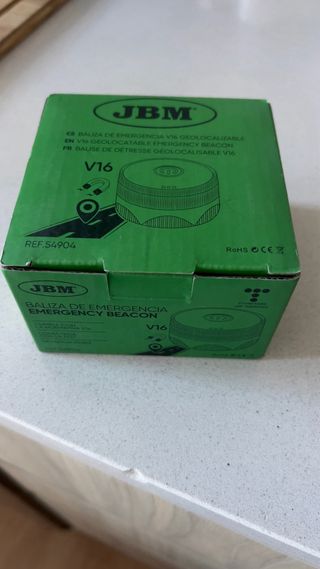 JBM
ES BALIZA DE EMERGENCIA V16 GEOLOCALIZABLE
EN V16 GEOLOCATABLE EMERGENCY BEACON
FR BALISE DE DÉTRESSE GÉOLOCALISABLE V16
V16
REF.54904
RoHS CE
JBM
BALIZA DE EMERGENCIA
EMERGENCY BEACON
V16